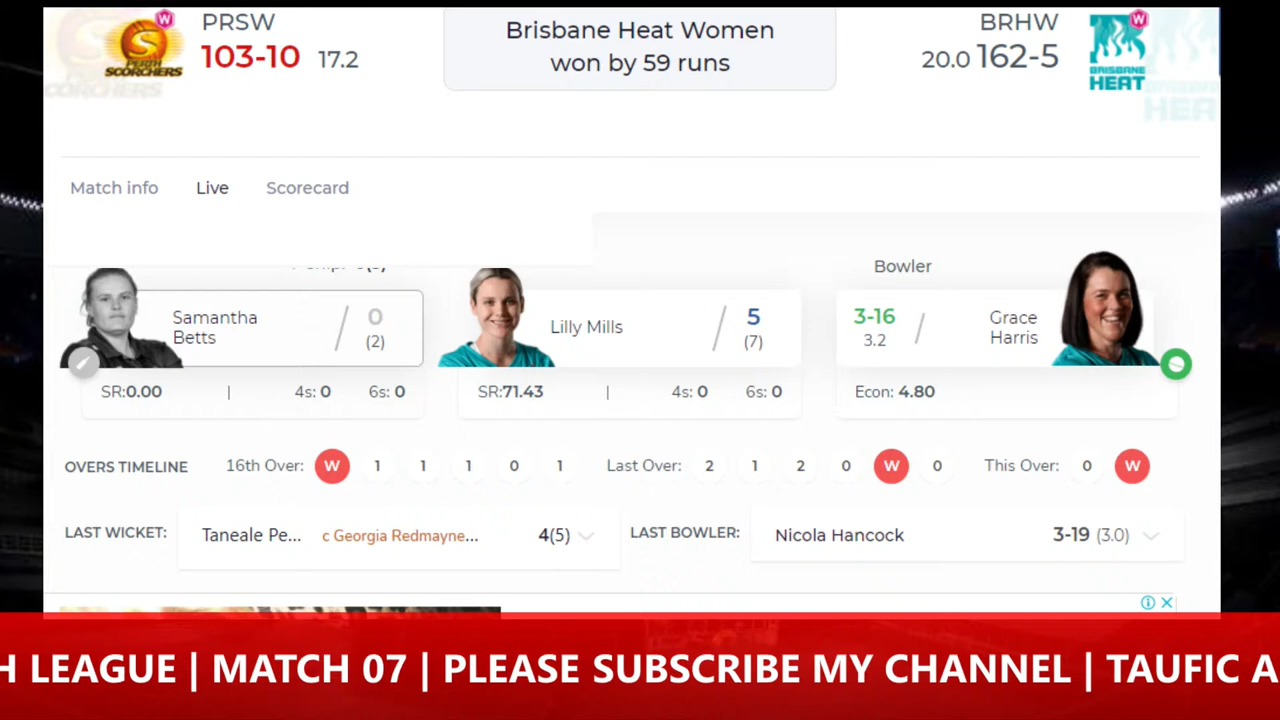 PRSW
103-10 17.2
PERTH
SCORCHERS
W
Brisbane Heat Women
won by 59 runs
BRHW
20.0 162-5
BRISBANE
HEAT
W
Match info Live Scorecard
Samantha
Betts
0
(2)
SR:0.00 | 4s: 0 6s: 0
Lilly Mills
5
(7)
SR:71.43 | 4s: 0 6s: 0
Bowler
3-16
3.2
Grace
Harris
Econ: 4.80
OVERS TIMELINE 16th Over: W 1 1 1 0 1 Last Over: 2 1 2 0 W 0 This Over: 0 W
LAST WICKET: Taneale Pe... c Georgia Redmayne... 4(5) LAST BOWLER: Nicola Hancock 3-19 (3.0)
H LEAGUE | MATCH 07 | PLEASE SUBSCRIBE MY CHANNEL | TAUFIC A